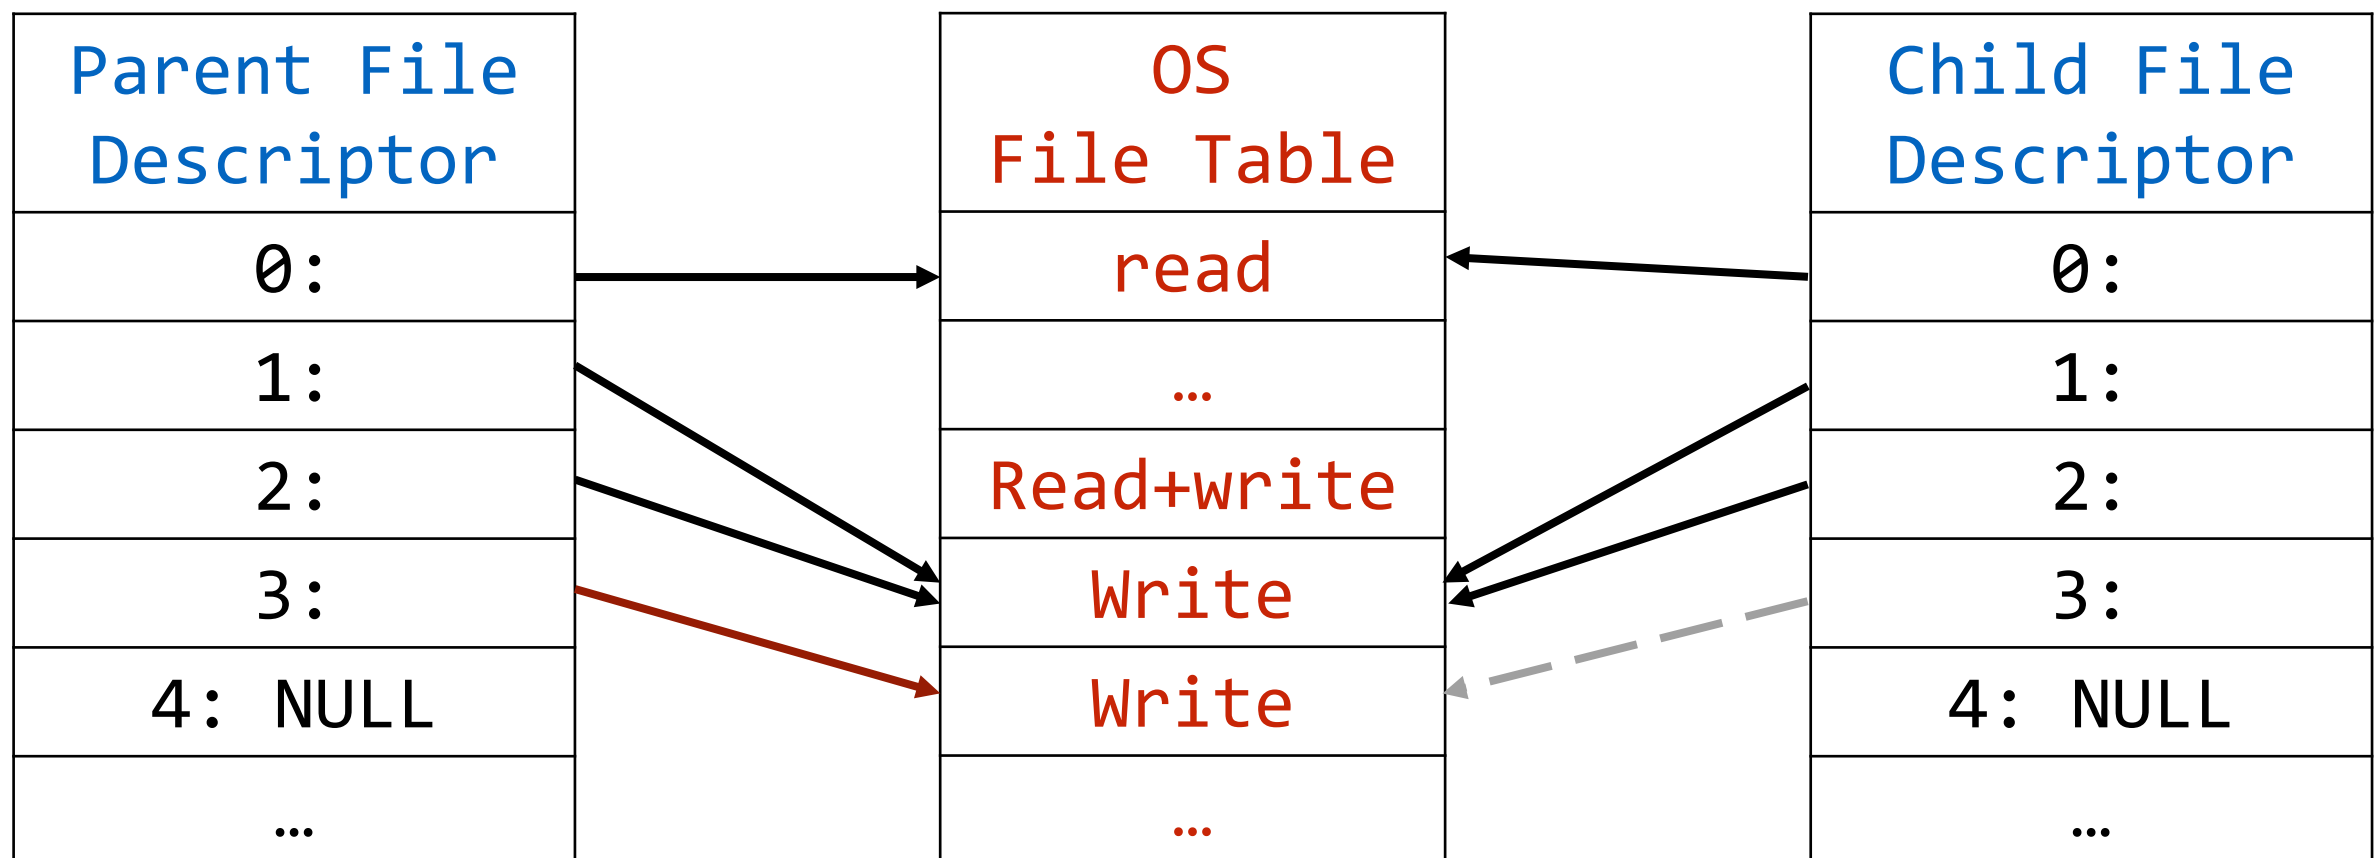 Parent File
Descriptor
0:
1:
2:
3:
4: NULL
…
OS
File Table
read
…
Read+write
Write
Write
…
Child File
Descriptor
0:
1:
2:
3:
4: NULL
…